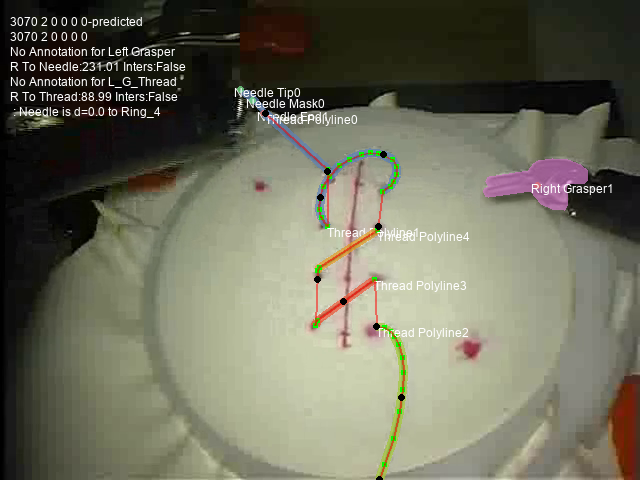 3070 2 0 0 0 0-predicted
3070 2 0 0 0 0
No Annotation for Left Grasper
R To Needle:231.01 Inters:False
No Annotation for L_G_Thread
R To Thread:88.99 Inters:False
: Needle is d=0.0 to Ring_4
Needle Tip0
Needle Mask0
Thread Polyline0
Right Grasper1
Thread Polyline1
Thread Polyline4
Thread Polyline3
Thread Polyline2